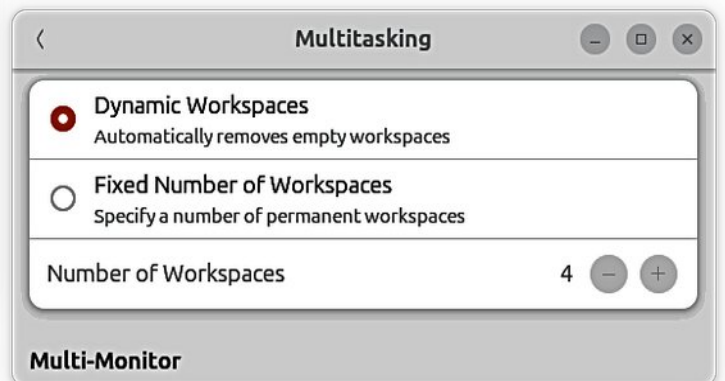 Multitasking
Dynamic Workspaces
Automatically removes empty workspaces
Fixed Number of Workspaces
Specify a number of permanent workspaces
Number of Workspaces 4
Multi-Monitor